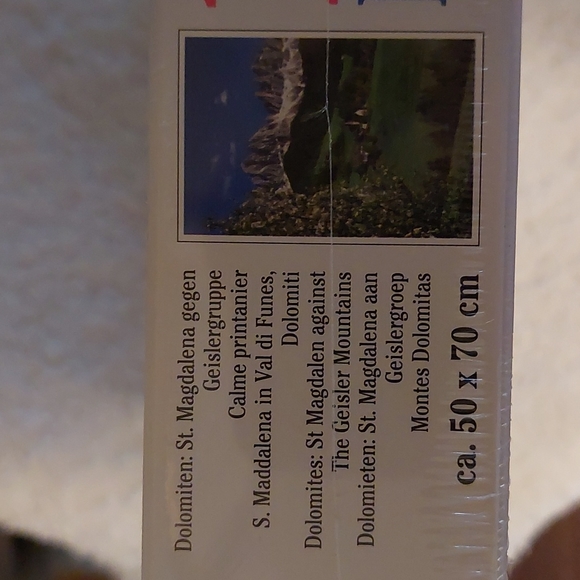 Dolomiten: St. Magdalena gegen
Geislergruppe
Calme printanier
S. Maddalena in Val di Funes,
Dolomiti
Dolomites: St Magdalen against
The Geisler Mountains
Dolomieten: St. Magdalena aan
Geislergroep
Montes Dolomitas
ca. 50 x 70 cm